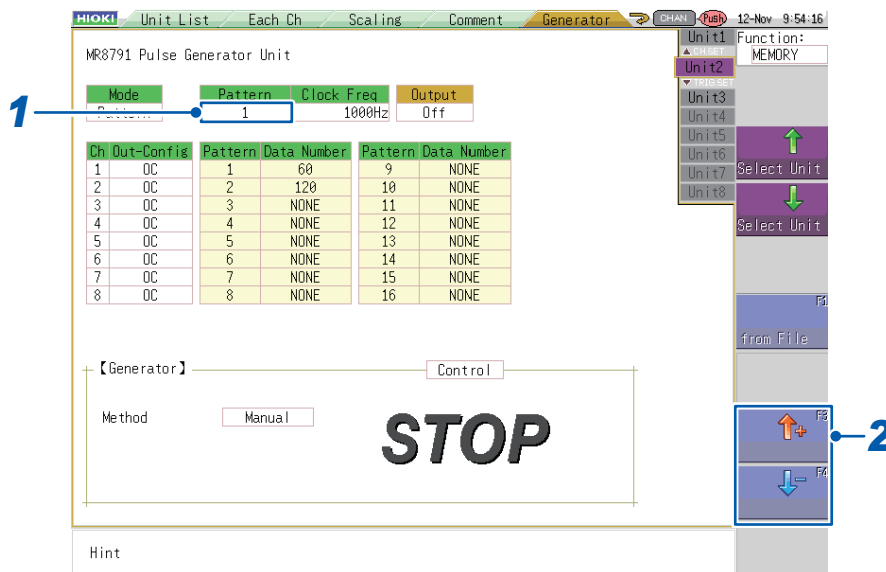 HIOKI Unit List Each Ch Scaling Comment Generator CHAN Push 12-Nov 9:54:16
Unit1 Function:
▲CH.SET MEMORY
MR8791 Pulse Generator Unit
Unit2
▼TRIG SET
Unit3
Unit4
Unit5
Unit6
Unit7
Unit8
Mode Pattern Clock Freq Output
1
Pattern 1 1000Hz Off
Select Unit
Select Unit
Ch Out-Config Pattern Data Number Pattern Data Number
1 OC 1 60 9 NONE
2 OC 2 120 10 NONE
3 OC 3 NONE 11 NONE
4 OC 4 NONE 12 NONE
5 OC 5 NONE 13 NONE
6 OC 6 NONE 14 NONE
7 OC 7 NONE 15 NONE
8 OC 8 NONE 16 NONE
F1
from File
【Generator】 Control
Method Manual
STOP
F3
2
F4
Hint